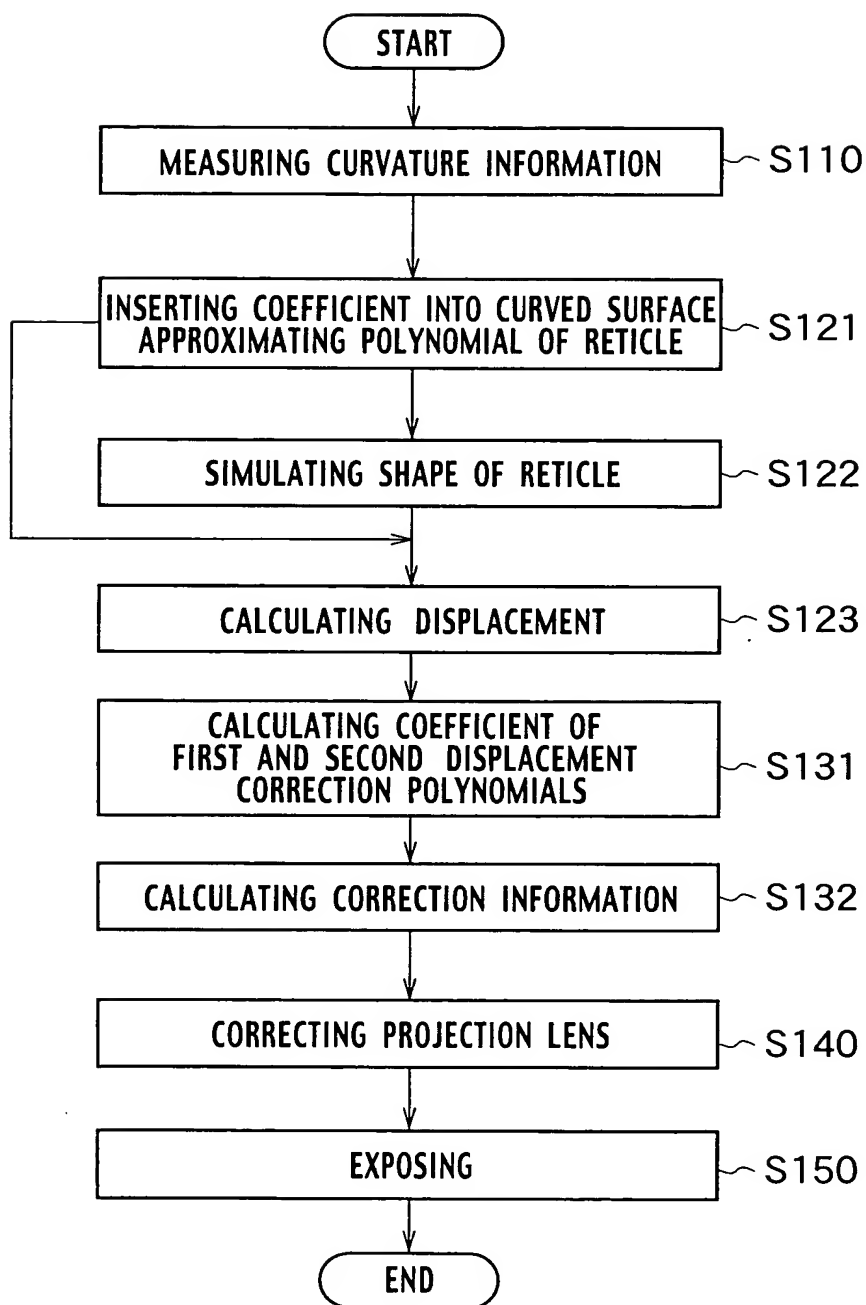 START
MEASURING CURVATURE INFORMATION
S110
INSERTING COEFFICIENT INTO CURVED SURFACE
APPROXIMATING POLYNOMIAL OF RETICLE
S121
SIMULATING SHAPE OF RETICLE
S122
CALCULATING DISPLACEMENT
S123
CALCULATING COEFFICIENT OF
FIRST AND SECOND DISPLACEMENT
CORRECTION POLYNOMIALS
S131
CALCULATING CORRECTION INFORMATION
S132
CORRECTING PROJECTION LENS
S140
EXPOSING
S150
END